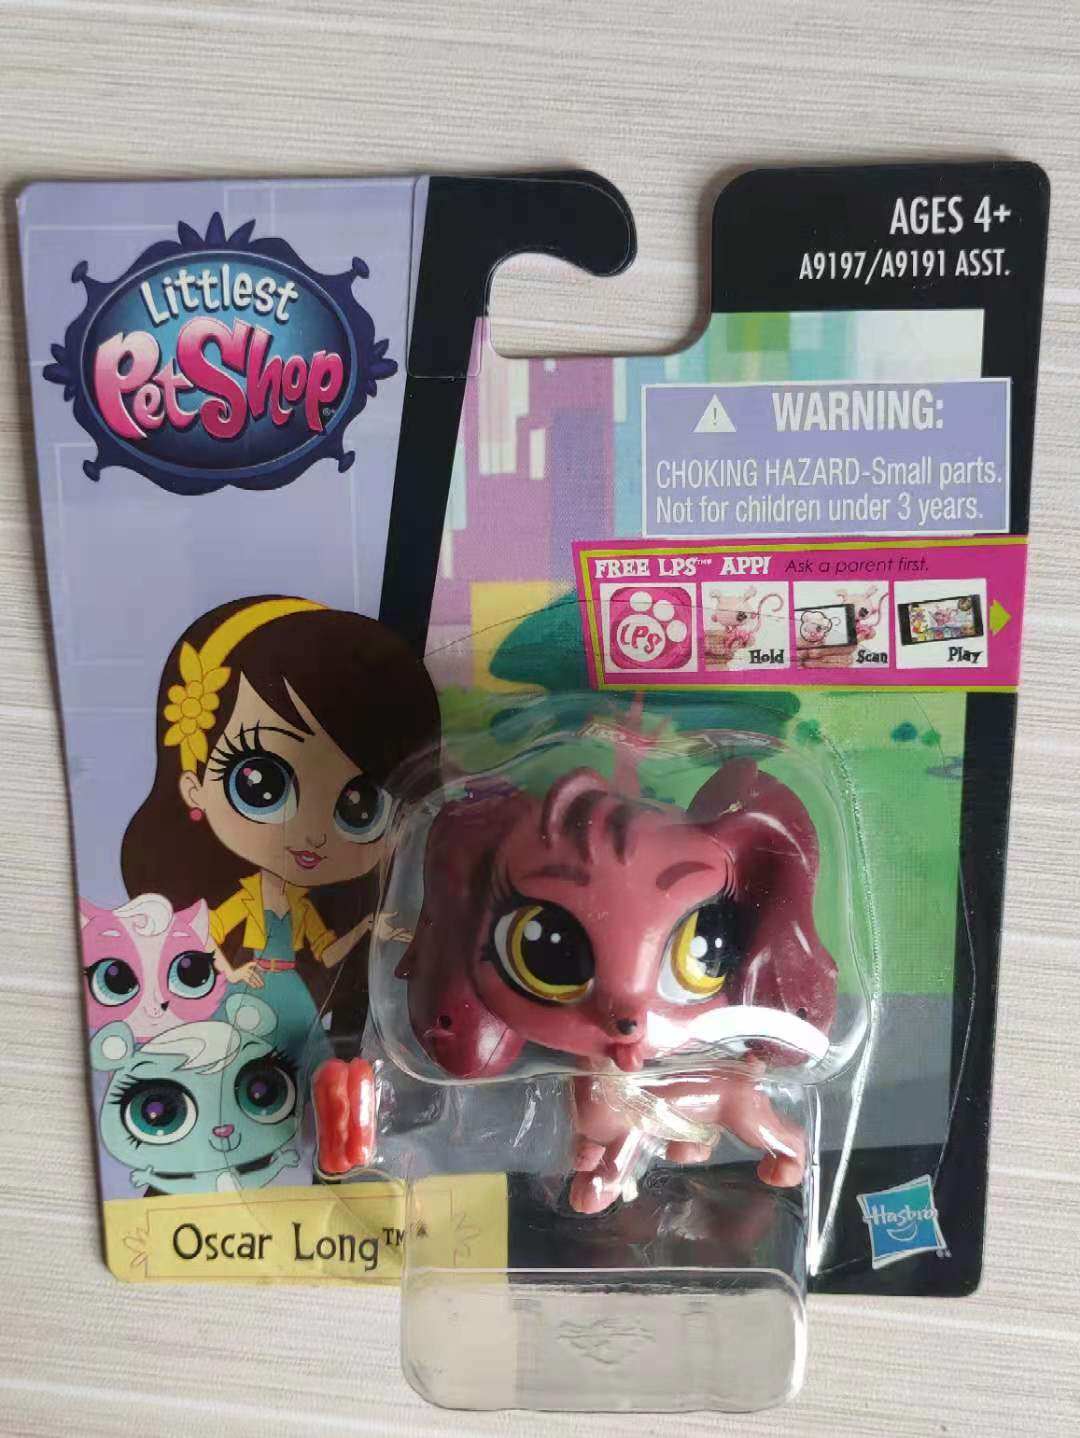 AGES 4+
A9197/A9191 ASST.
Littlest
PetShop®
WARNING:
CHOKING HAZARD-Small parts.
Not for children under 3 years.
FREE LPS™* APP! Ask a parent first.
LPS
Hold
Scan
Play
Oscar Long™*
Hasbro